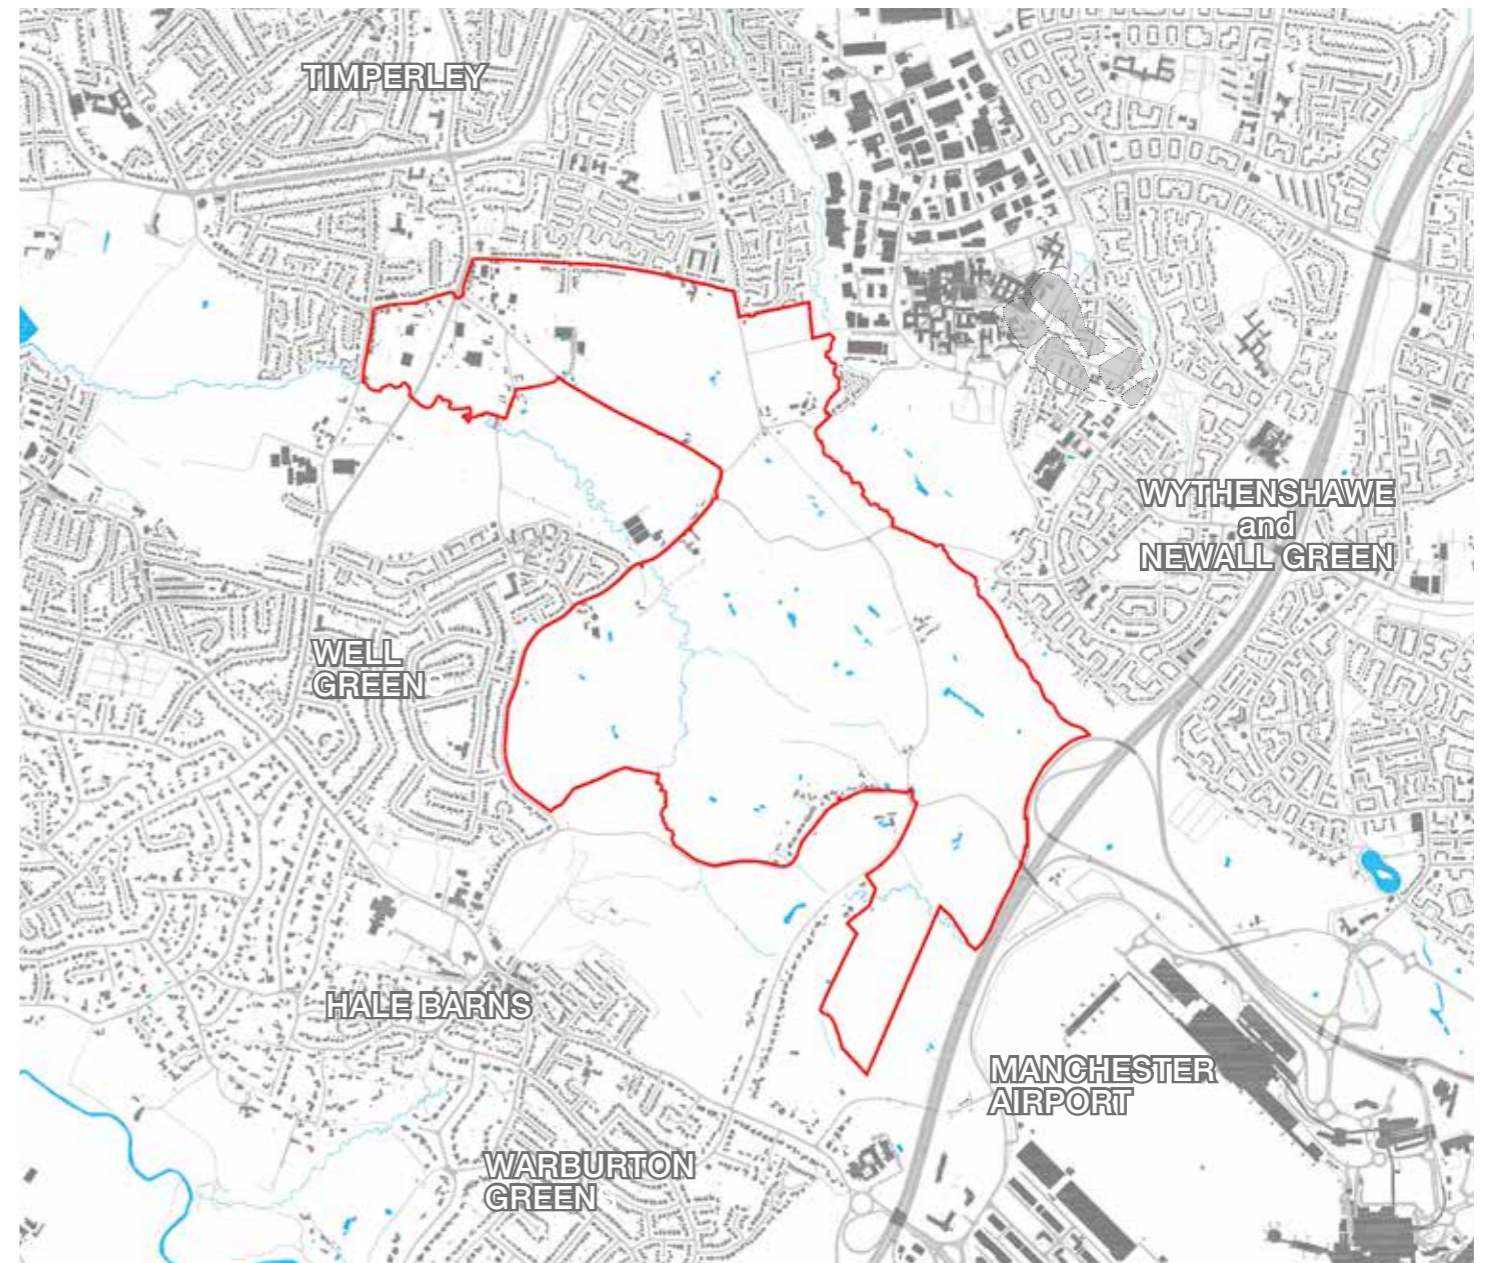 TIMPERLEY
WYTHENSHAWE
and
NEWALL GREEN
WELL
GREEN
HALE BARNS
MANCHESTER
AIRPORT
WARBURTON
GREEN